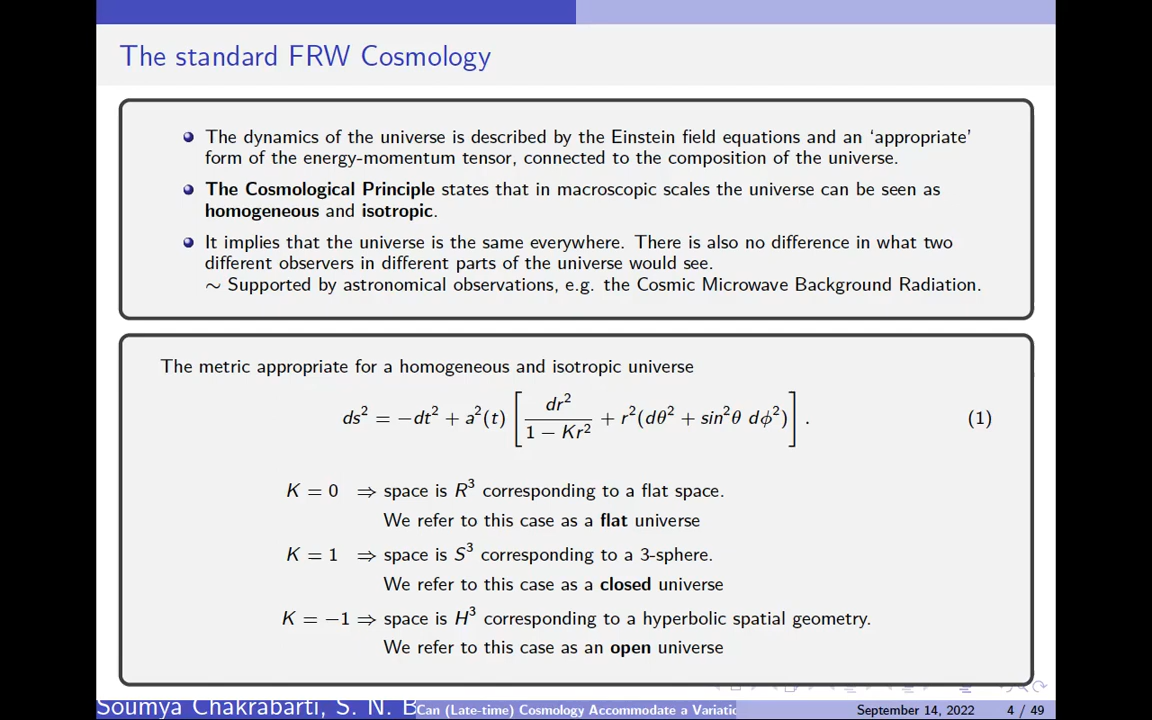 The standard FRW Cosmology
The dynamics of the universe is described by the Einstein field equations and an ‘appropriate’
form of the energy-momentum tensor, connected to the composition of the universe.
The Cosmological Principle states that in macroscopic scales the universe can be seen as
homogeneous and isotropic.
It implies that the universe is the same everywhere. There is also no difference in what two
different observers in different parts of the universe would see.
∼ Supported by astronomical observations, e.g. the Cosmic Microwave Background Radiation.
The metric appropriate for a homogeneous and isotropic universe
ds² = −dt² + a²(t) [ dr² / (1 − Kr²) + r²(dθ² + sin²θ dφ²) ] . (1)
K = 0 ⇒ space is R³ corresponding to a flat space.
We refer to this case as a flat universe
K = 1 ⇒ space is S³ corresponding to a 3-sphere.
We refer to this case as a closed universe
K = −1 ⇒ space is H³ corresponding to a hyperbolic spatial geometry.
We refer to this case as an open universe
Soumya Chakrabarti, S. N. B Can (Late-time) Cosmology Accommodate a Variatio September 14, 2022 4 / 49